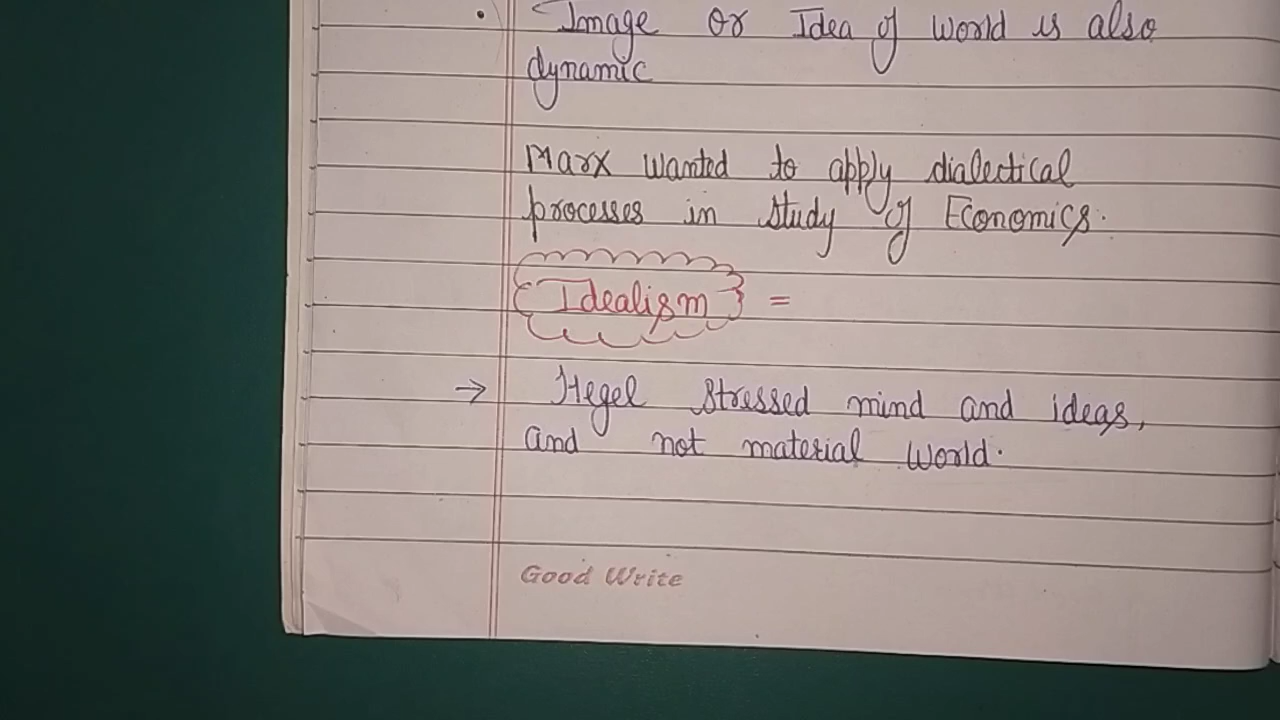 • Image or Idea of World is also
dynamic
Marx wanted to apply dialectical
processes in study of Economics.
Idealism =
→ Hegel stressed mind and ideas,
and not material world.
Good Write